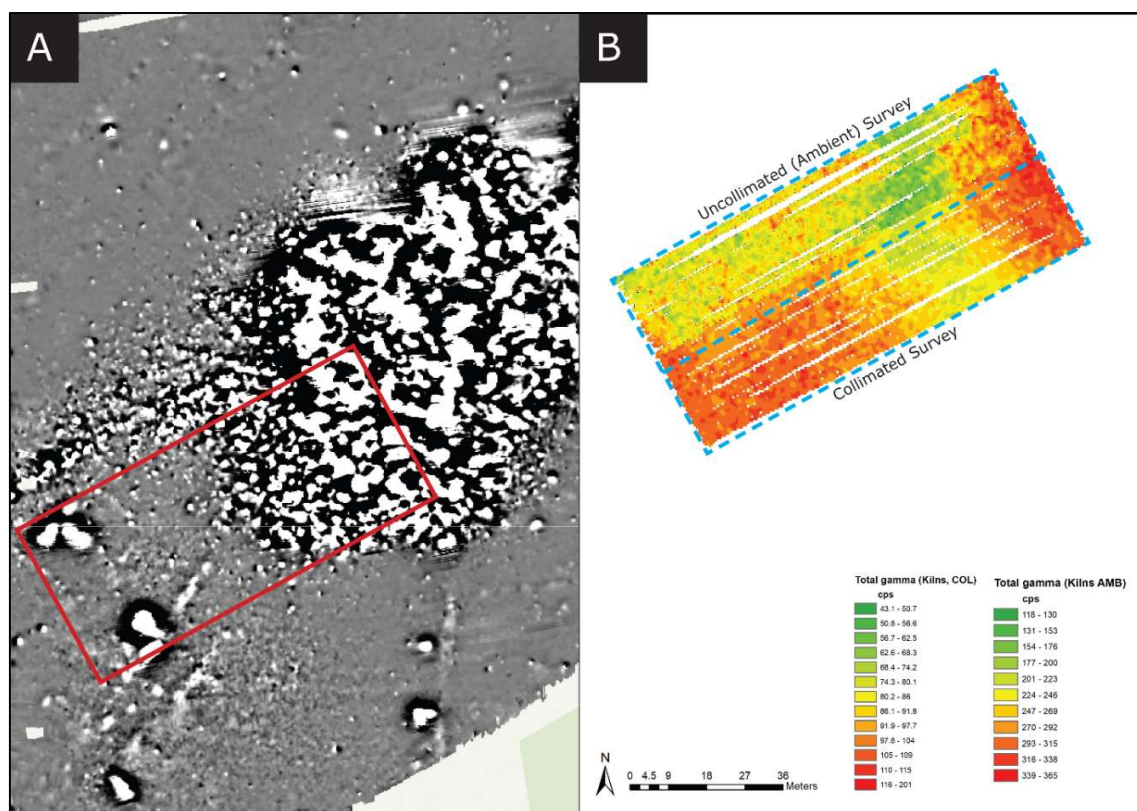 A
B
Uncollimated (Ambient) Survey
Collimated Survey
Total gamma (Kilns, COL)
cps
43.1 - 50.7
50.8 - 56.6
56.7 - 62.5
62.6 - 68.3
68.4 - 74.2
74.3 - 80.1
80.2 - 86
86.1 - 91.8
91.9 - 97.7
97.8 - 104
105 - 109
110 - 115
116 - 201
Total gamma (Kilns AMB)
cps
118 - 130
131 - 153
154 - 176
177 - 200
201 - 223
224 - 246
247 - 269
270 - 292
293 - 315
316 - 338
339 - 365
N
0 4.5 9 18 27 36
Meters